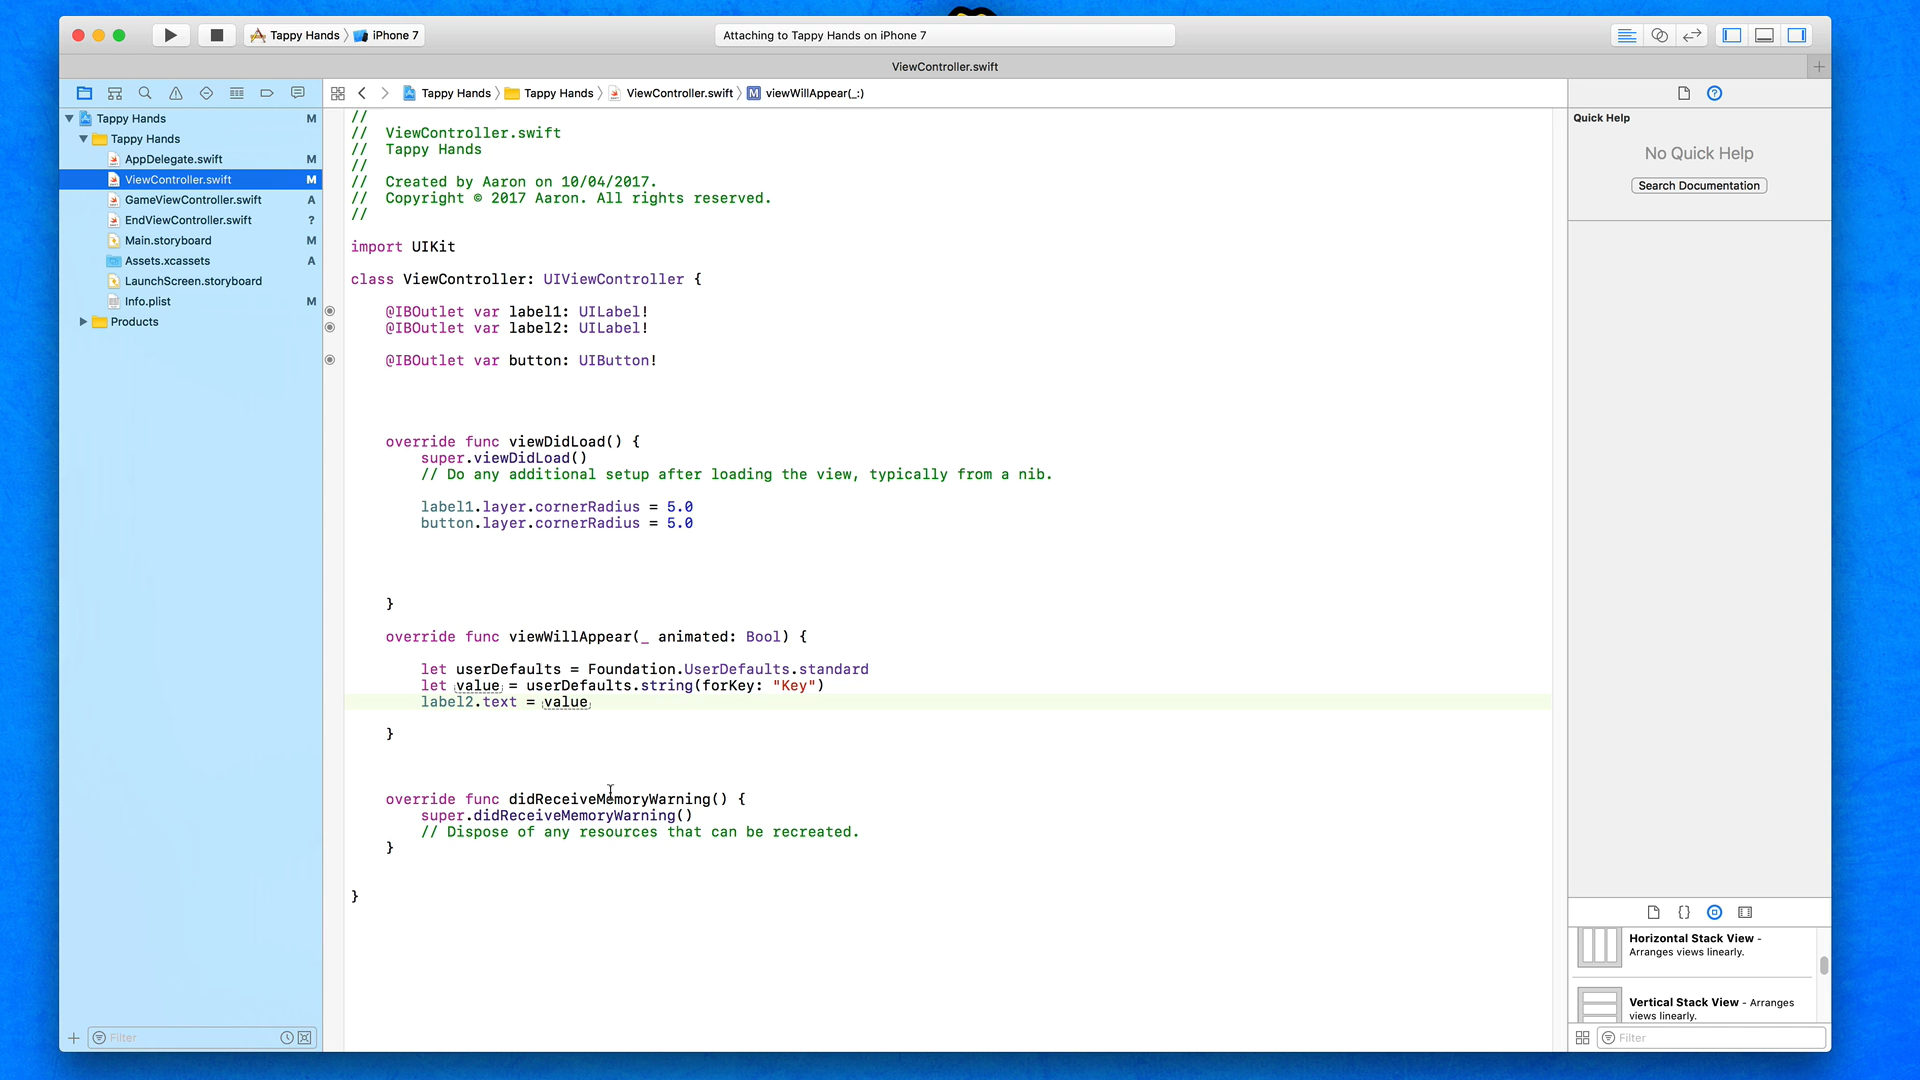 Tappy Hands
iPhone 7
Attaching to Tappy Hands on iPhone 7
ViewController.swift
Tappy Hands
Tappy Hands
ViewController.swift
M
viewWillAppear(_:)
Tappy Hands M
Tappy Hands
AppDelegate.swift M
ViewController.swift M
GameViewController.swift A
EndViewController.swift ?
Main.storyboard M
Assets.xcassets A
LaunchScreen.storyboard
Info.plist M
Products
Filter
//
// ViewController.swift
// Tappy Hands
//
// Created by Aaron on 10/04/2017.
// Copyright © 2017 Aaron. All rights reserved.
//
import UIKit
class ViewController: UIViewController {
@IBOutlet var label1: UILabel!
@IBOutlet var label2: UILabel!
@IBOutlet var button: UIButton!
override func viewDidLoad() {
super.viewDidLoad()
// Do any additional setup after loading the view, typically from a nib.
label1.layer.cornerRadius = 5.0
button.layer.cornerRadius = 5.0
}
override func viewWillAppear(_ animated: Bool) {
let userDefaults = Foundation.UserDefaults.standard
let value = userDefaults.string(forKey: "Key")
label2.text = value
}
override func didReceiveMemoryWarning() {
super.didReceiveMemoryWarning()
// Dispose of any resources that can be recreated.
}
}
Quick Help
No Quick Help
Search Documentation
Horizontal Stack View -
Arranges views linearly.
Vertical Stack View - Arranges
views linearly.
Filter